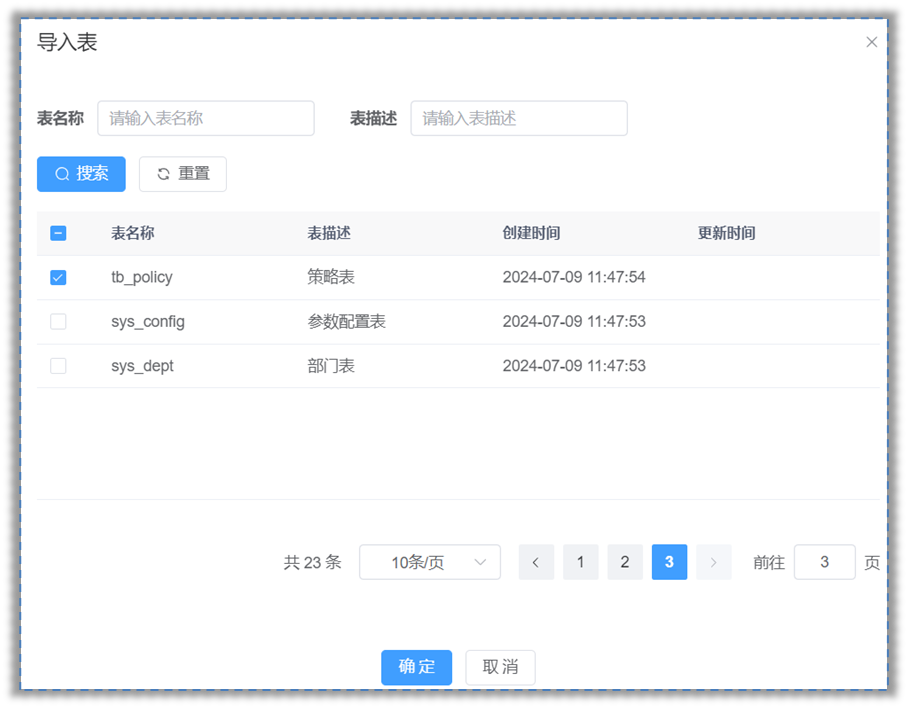 导入表
表名称 请输入表名称 表描述 请输入表描述
搜索 重置
表名称 表描述 创建时间 更新时间
tb_policy 策略表 2024-07-09 11:47:54
sys_config 参数配置表 2024-07-09 11:47:53
sys_dept 部门表 2024-07-09 11:47:53
共 23 条 10条/页 1 2 3 前往 3 页
确 定 取 消